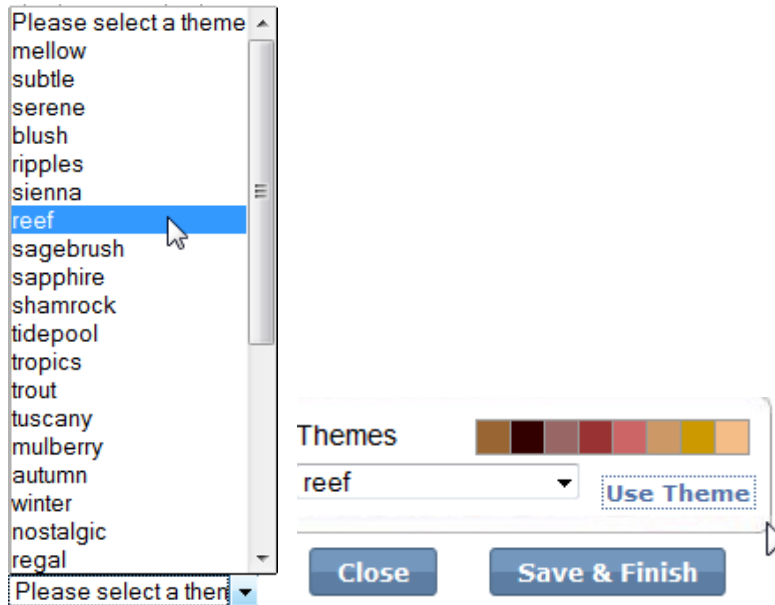 Please select a theme
mellow
subtle
serene
blush
ripples
sienna
reef
sagebrush
sapphire
shamrock
tidepool
tropics
trout
tuscany
mulberry
autumn
winter
nostalgic
regal
Please select a then
Themes
reef
Use Theme
Close
Save & Finish